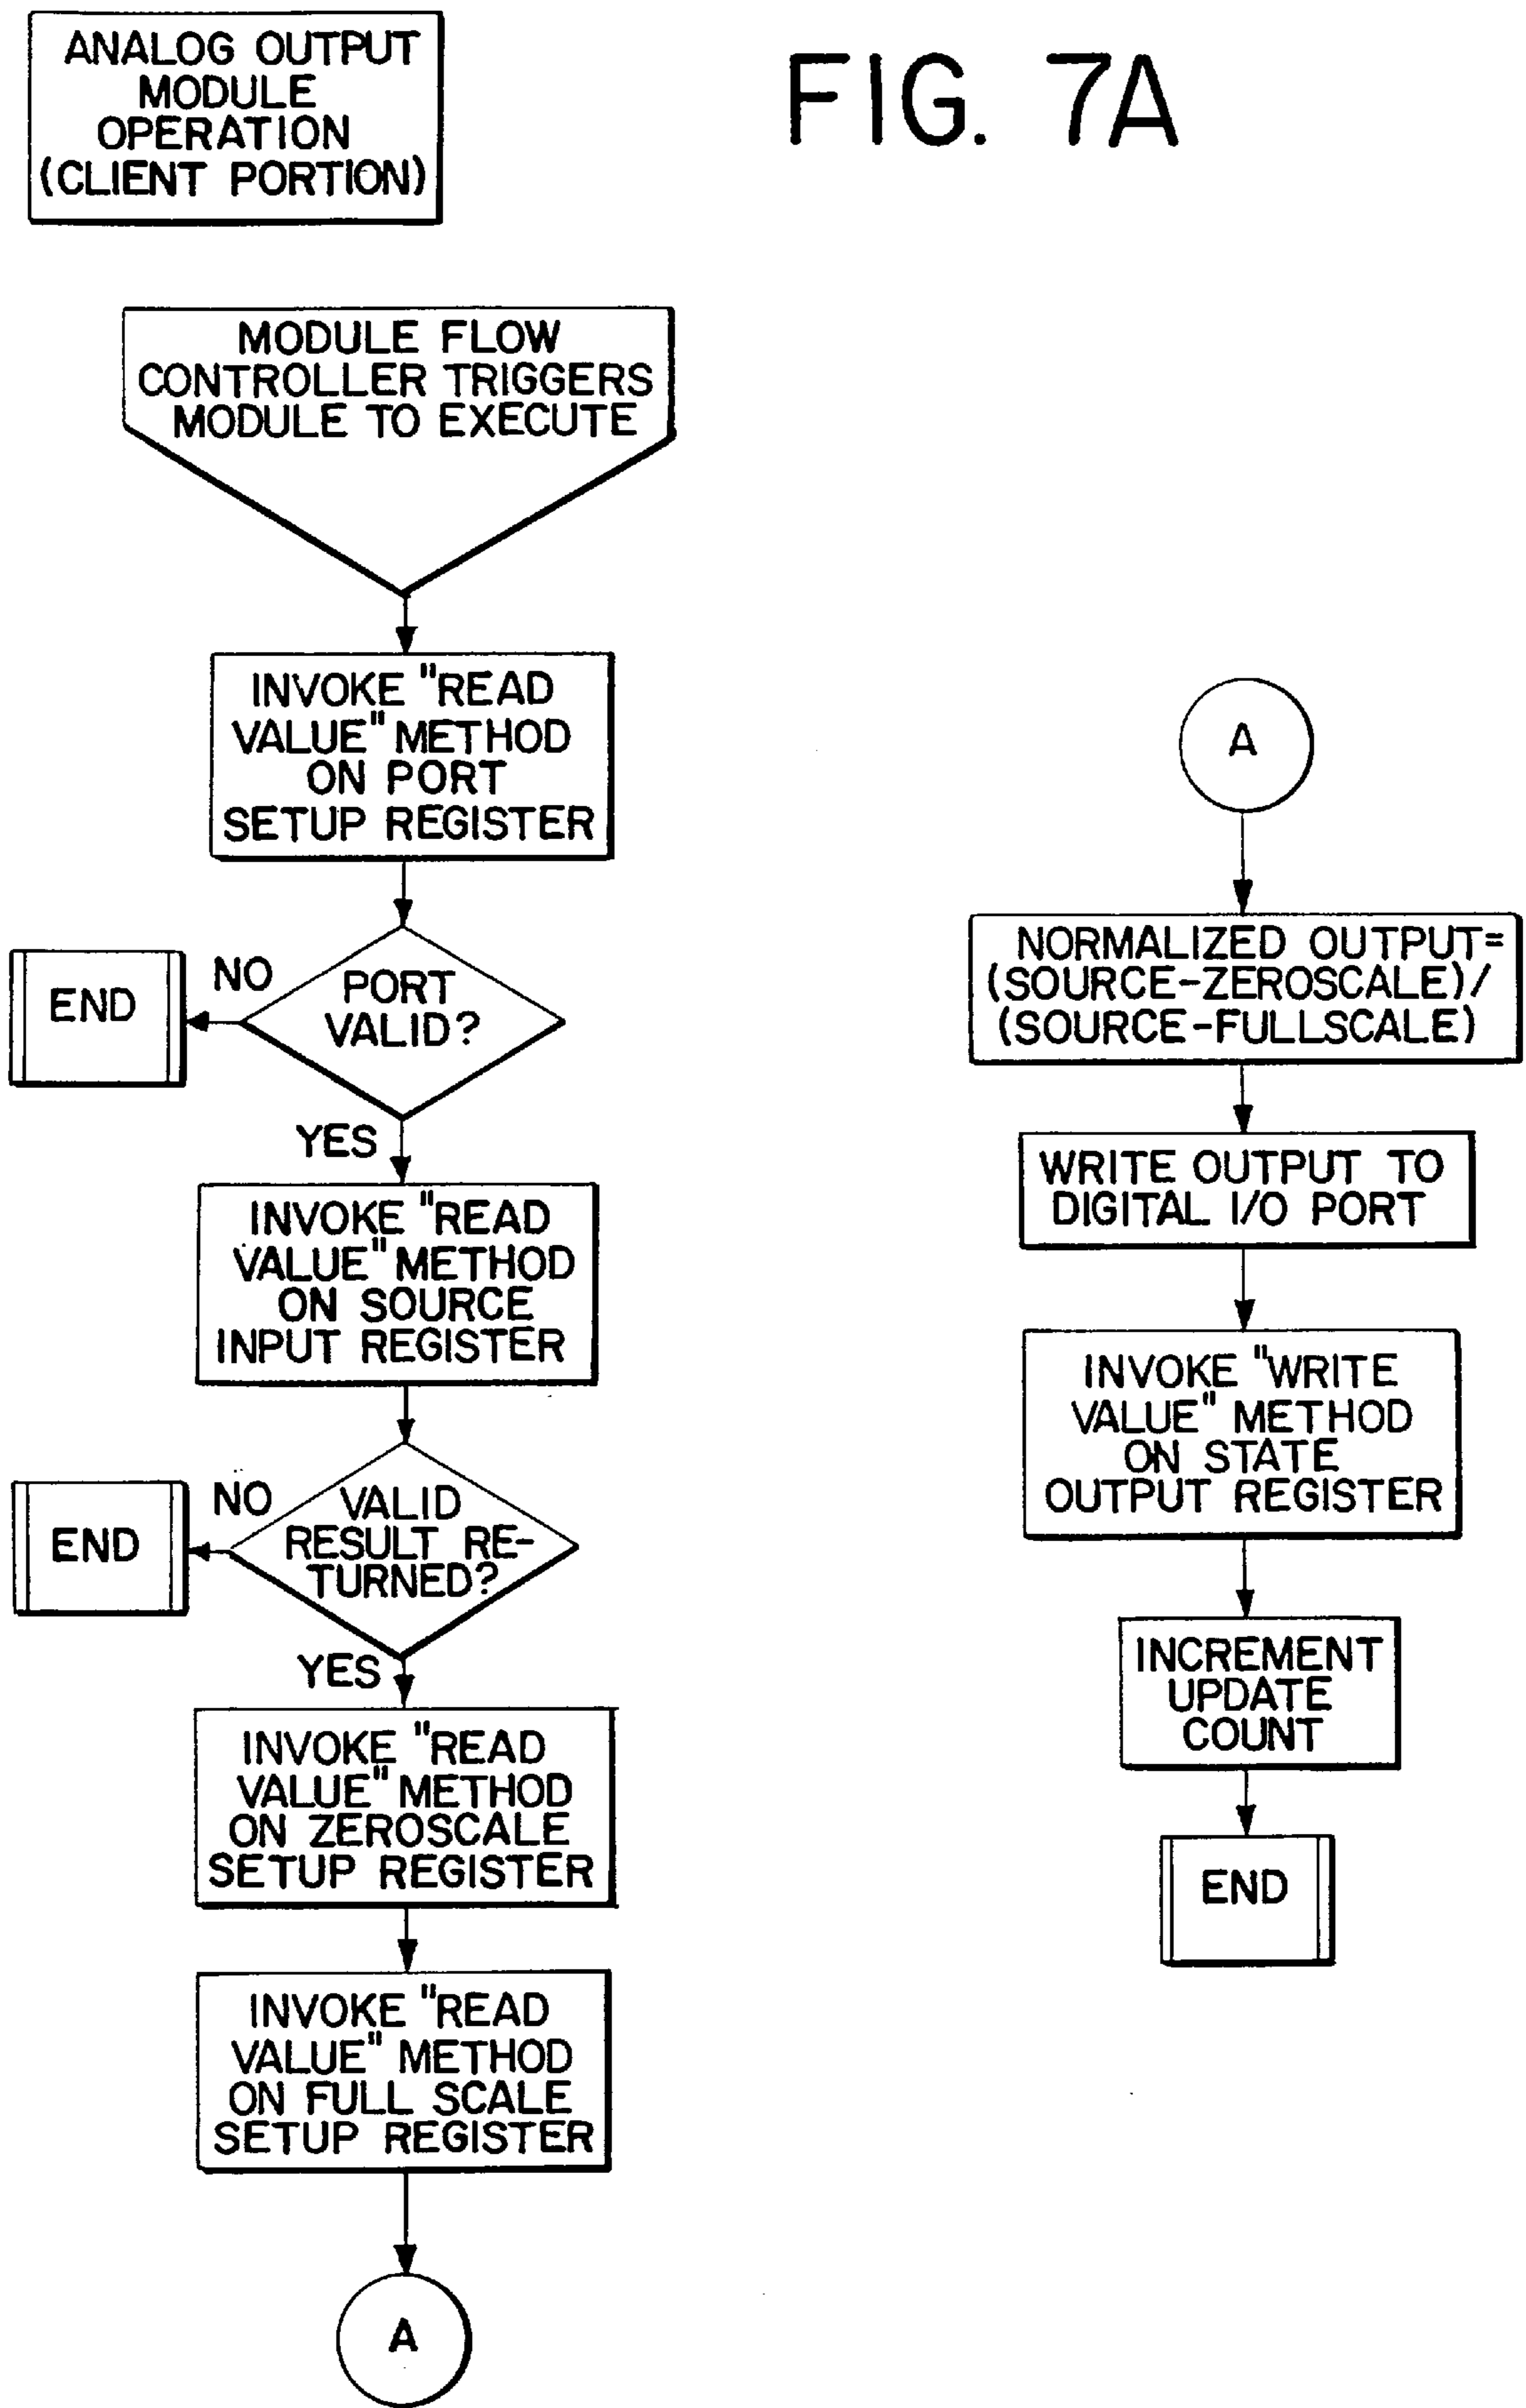 ANALOG OUTPUT
MODULE
OPERATION
(CLIENT PORTION)
FIG. 7A
MODULE FLOW
CONTROLLER TRIGGERS
MODULE TO EXECUTE
INVOKE "READ
VALUE" METHOD
ON PORT
SETUP REGISTER
PORT
VALID?
NO
END
YES
INVOKE "READ
VALUE" METHOD
ON SOURCE
INPUT REGISTER
VALID
RESULT RE-
TURNED?
NO
END
YES
INVOKE "READ
VALUE" METHOD
ON ZEROSCALE
SETUP REGISTER
INVOKE "READ
VALUE" METHOD
ON FULL SCALE
SETUP REGISTER
A
A
NORMALIZED OUTPUT=
(SOURCE-ZEROSCALE)/
(SOURCE-FULLSCALE)
WRITE OUTPUT TO
DIGITAL I/O PORT
INVOKE "WRITE
VALUE" METHOD
ON STATE
OUTPUT REGISTER
INCREMENT
UPDATE
COUNT
END